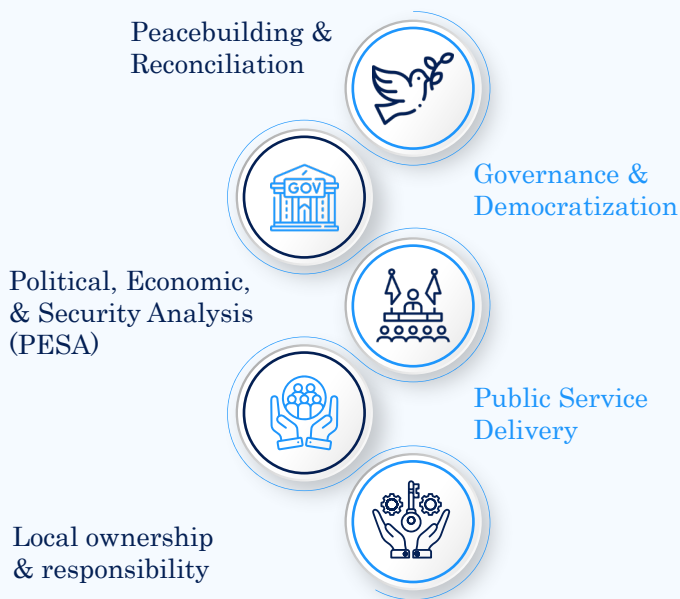 Peacebuilding &
Reconciliation
GOV
Governance &
Democratization
Political, Economic,
& Security Analysis
(PESA)
Public Service
Delivery
Local ownership
& responsibility